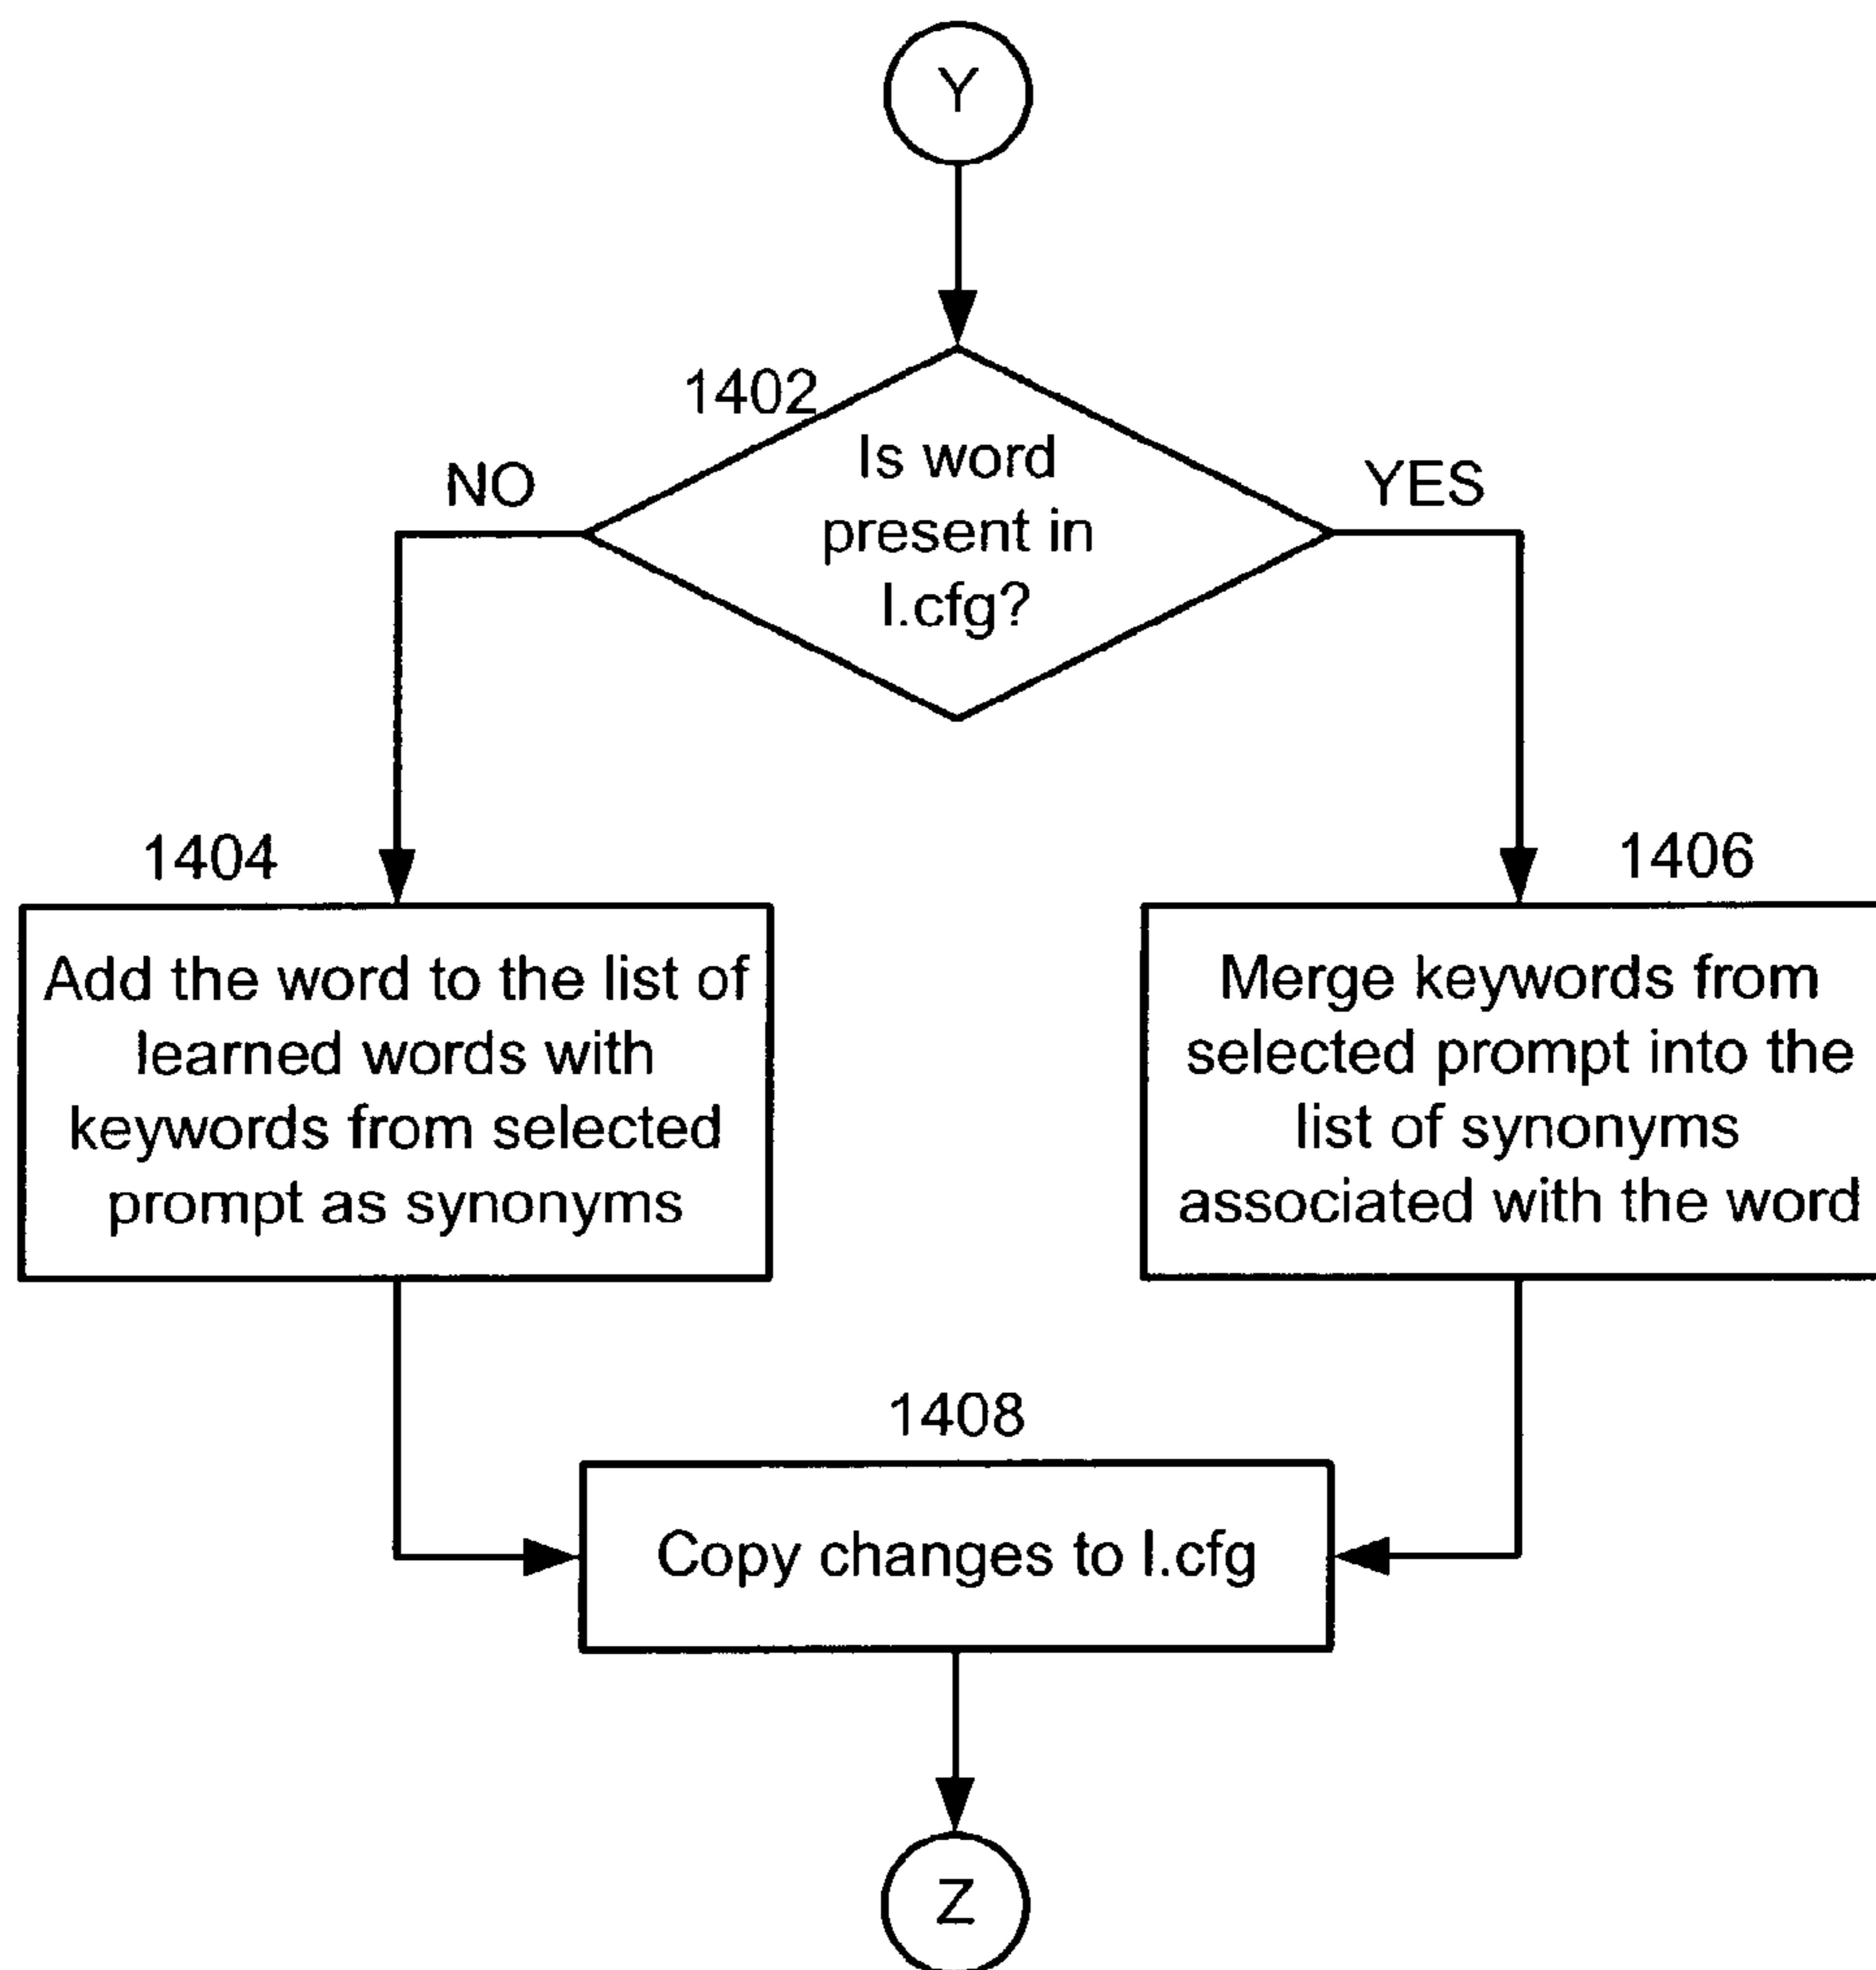 Y
1402
Is word
present in
l.cfg?
NO
YES
1404
Add the word to the list of
learned words with
keywords from selected
prompt as synonyms
1406
Merge keywords from
selected prompt into the
list of synonyms
associated with the word
1408
Copy changes to l.cfg
Z